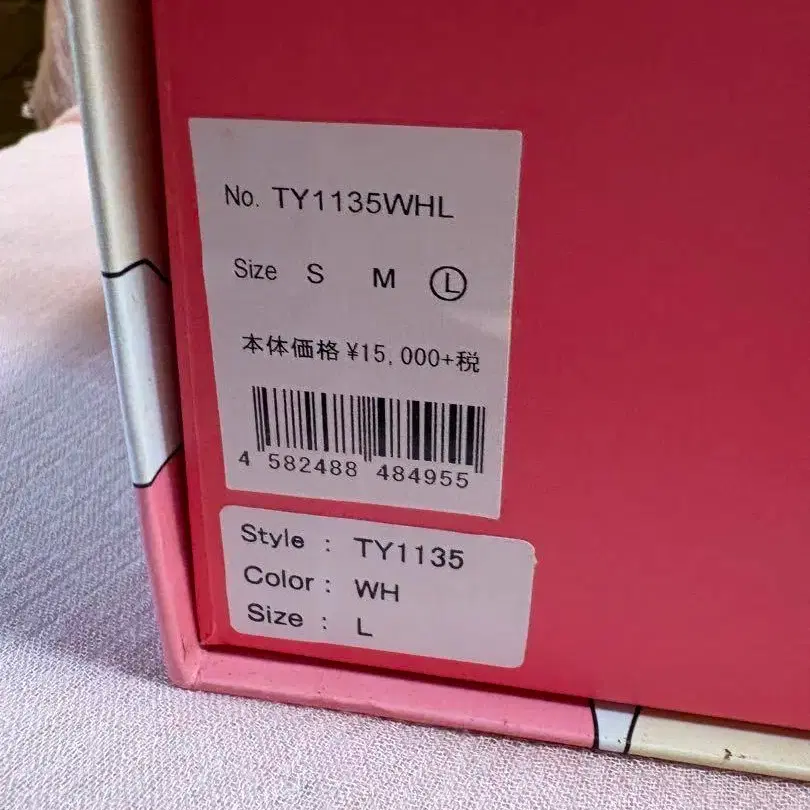 No. TY1135WHL
Size S M L
本体価格 ¥15,000+税
4 582488 484955
Style : TY1135
Color : WH
Size : L